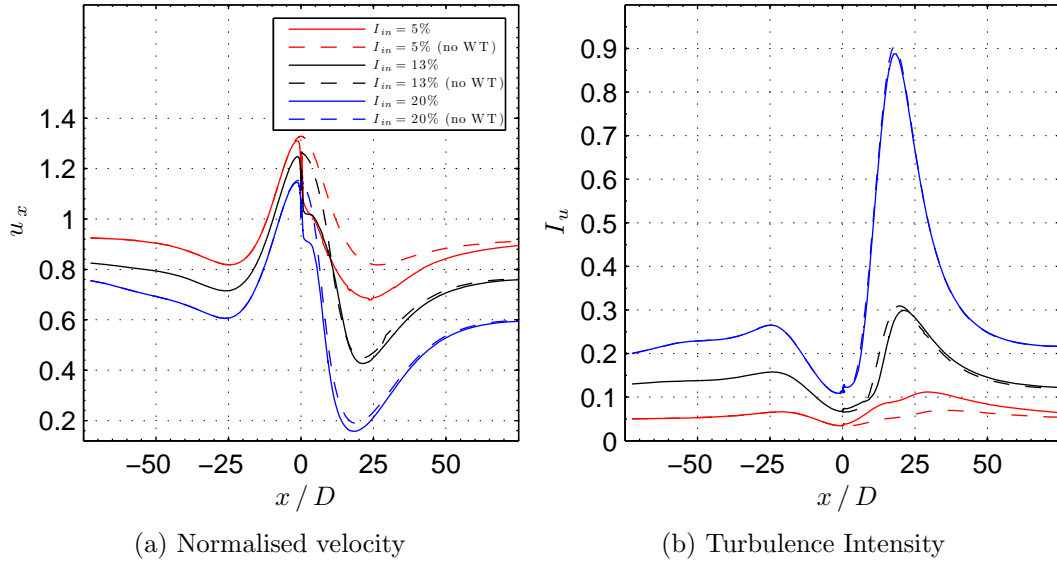 I_in = 5%
I_in = 5% (no WT)
I_in = 13%
I_in = 13% (no WT)
I_in = 20%
I_in = 20% (no WT)
1.4
1.2
1
0.8
0.6
0.4
0.2
u_x
−50
−25
0
25
50
x / D
(a) Normalised velocity
0.9
0.8
0.7
0.6
0.5
0.4
0.3
0.2
0.1
0
I_u
−50
−25
0
25
50
x / D
(b) Turbulence Intensity